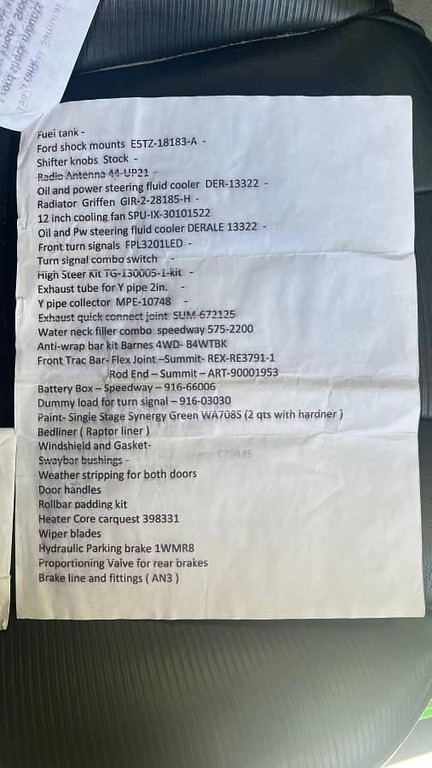 Fuel tank -
Ford shock mounts E5TZ-18183-A -
Shifter knobs Stock -
Radio Antenna 44-UP21 -
Oil and power steering fluid cooler DER-13322 -
Radiator Griffen GIR-2-28185-H -
12 inch cooling fan SPU-IX-30101522
Oil and Pw steering fluid cooler DERALE 13322 -
Front turn signals FPL3201LED -
Turn signal combo switch -
High Steer Kit TG-130005-1-kit -
Exhaust tube for Y pipe 2in. -
Y pipe collector MPE-10748 -
Exhaust quick connect joint SUM-672125
Water neck filler combo speedway 575-2200
Anti-wrap bar kit Barnes 4WD- B4WTBK
Front Trac Bar- Flex Joint –Summit- REX-RE3791-1
Rod End – Summit – ART-90001953
Battery Box – Speedway – 916-66006
Dummy load for turn signal – 916-03030
Paint- Single Stage Synergy Green WA708S (2 qts with hardner )
Bedliner ( Raptor liner )
Windshield and Gasket-
Swaybar bushings –
Weather stripping for both doors
Door handles
Rollbar padding kit
Heater Core carquest 398331
Wiper blades
Hydraulic Parking brake 1WMR8
Proportioning Valve for rear brakes
Brake line and fittings ( AN3 )